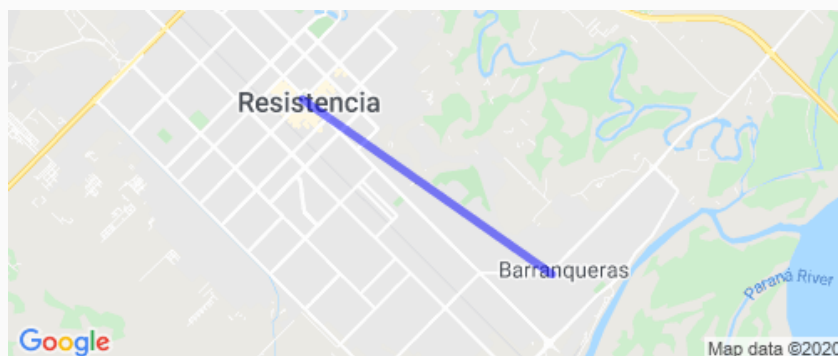 Resistencia
Barranqueras
Paraná River
Google
Map data ©2020